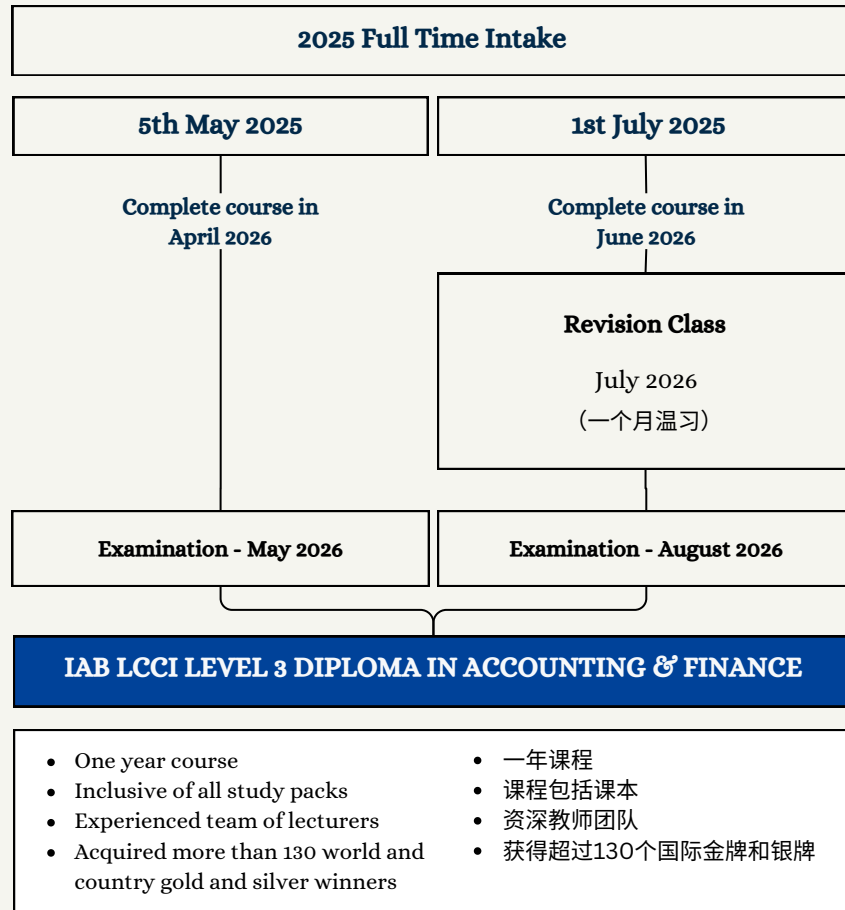 2025 Full Time Intake
5th May 2025
1st July 2025
Complete course in
April 2026
Complete course in
June 2026
Revision Class
July 2026
（一个月温习）
Examination - May 2026
Examination - August 2026
IAB LCCI LEVEL 3 DIPLOMA IN ACCOUNTING & FINANCE
• One year course
• Inclusive of all study packs
• Experienced team of lecturers
• Acquired more than 130 world and
country gold and silver winners
• 一年课程
• 课程包括课本
• 资深教师团队
• 获得超过130个国际金牌和银牌